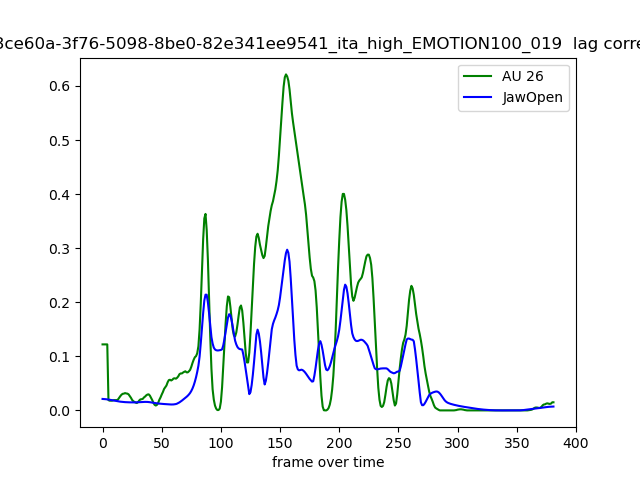 3ce60a-3f76-5098-8be0-82e341ee9541_ita_high_EMOTION100_019 lag corre
AU 26
JawOpen
0.6
0.5
0.4
0.3
0.2
0.1
0.0
0 50 100 150 200 250 300 350 400
frame over time